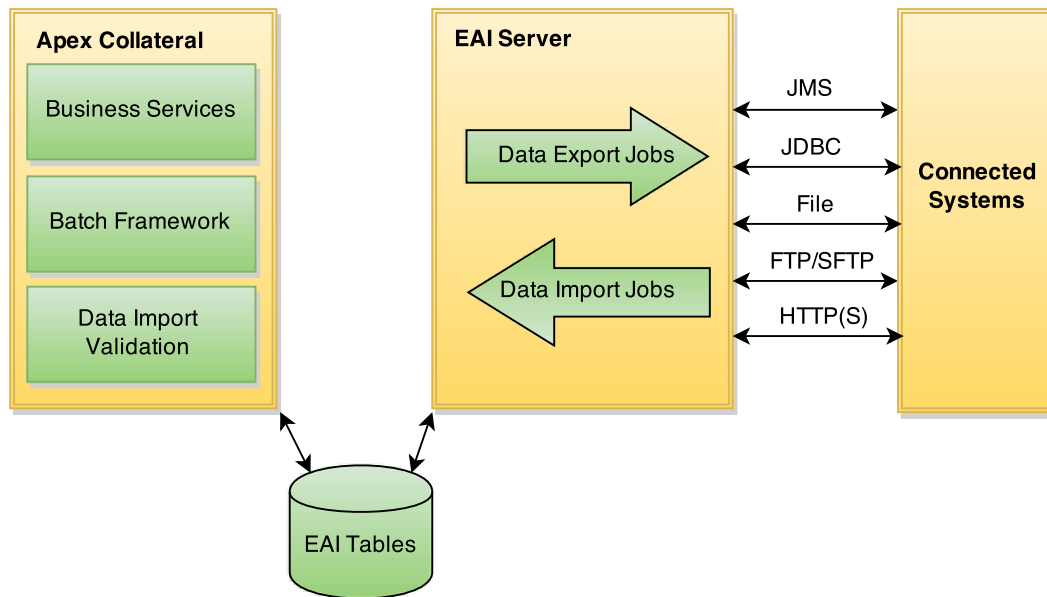 Apex Collateral
Business Services
Batch Framework
Data Import
Validation
EAI Server
Data Export Jobs
Data Import Jobs
JMS
JDBC
File
FTP/SFTP
HTTP(S)
Connected
Systems
EAI Tables